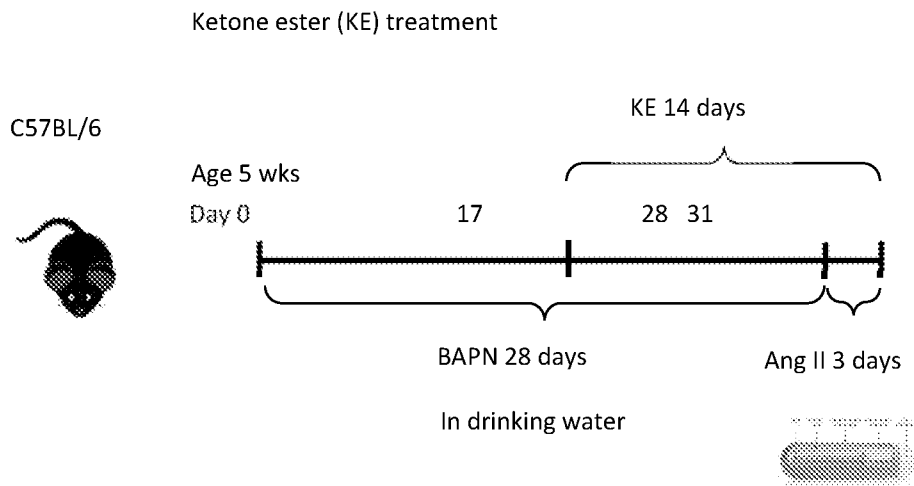 Ketone ester (KE) treatment
KE 14 days
C57BL/6
Age 5 wks
Day 0 17 28 31
BAPN 28 days
Ang II 3 days
In drinking water